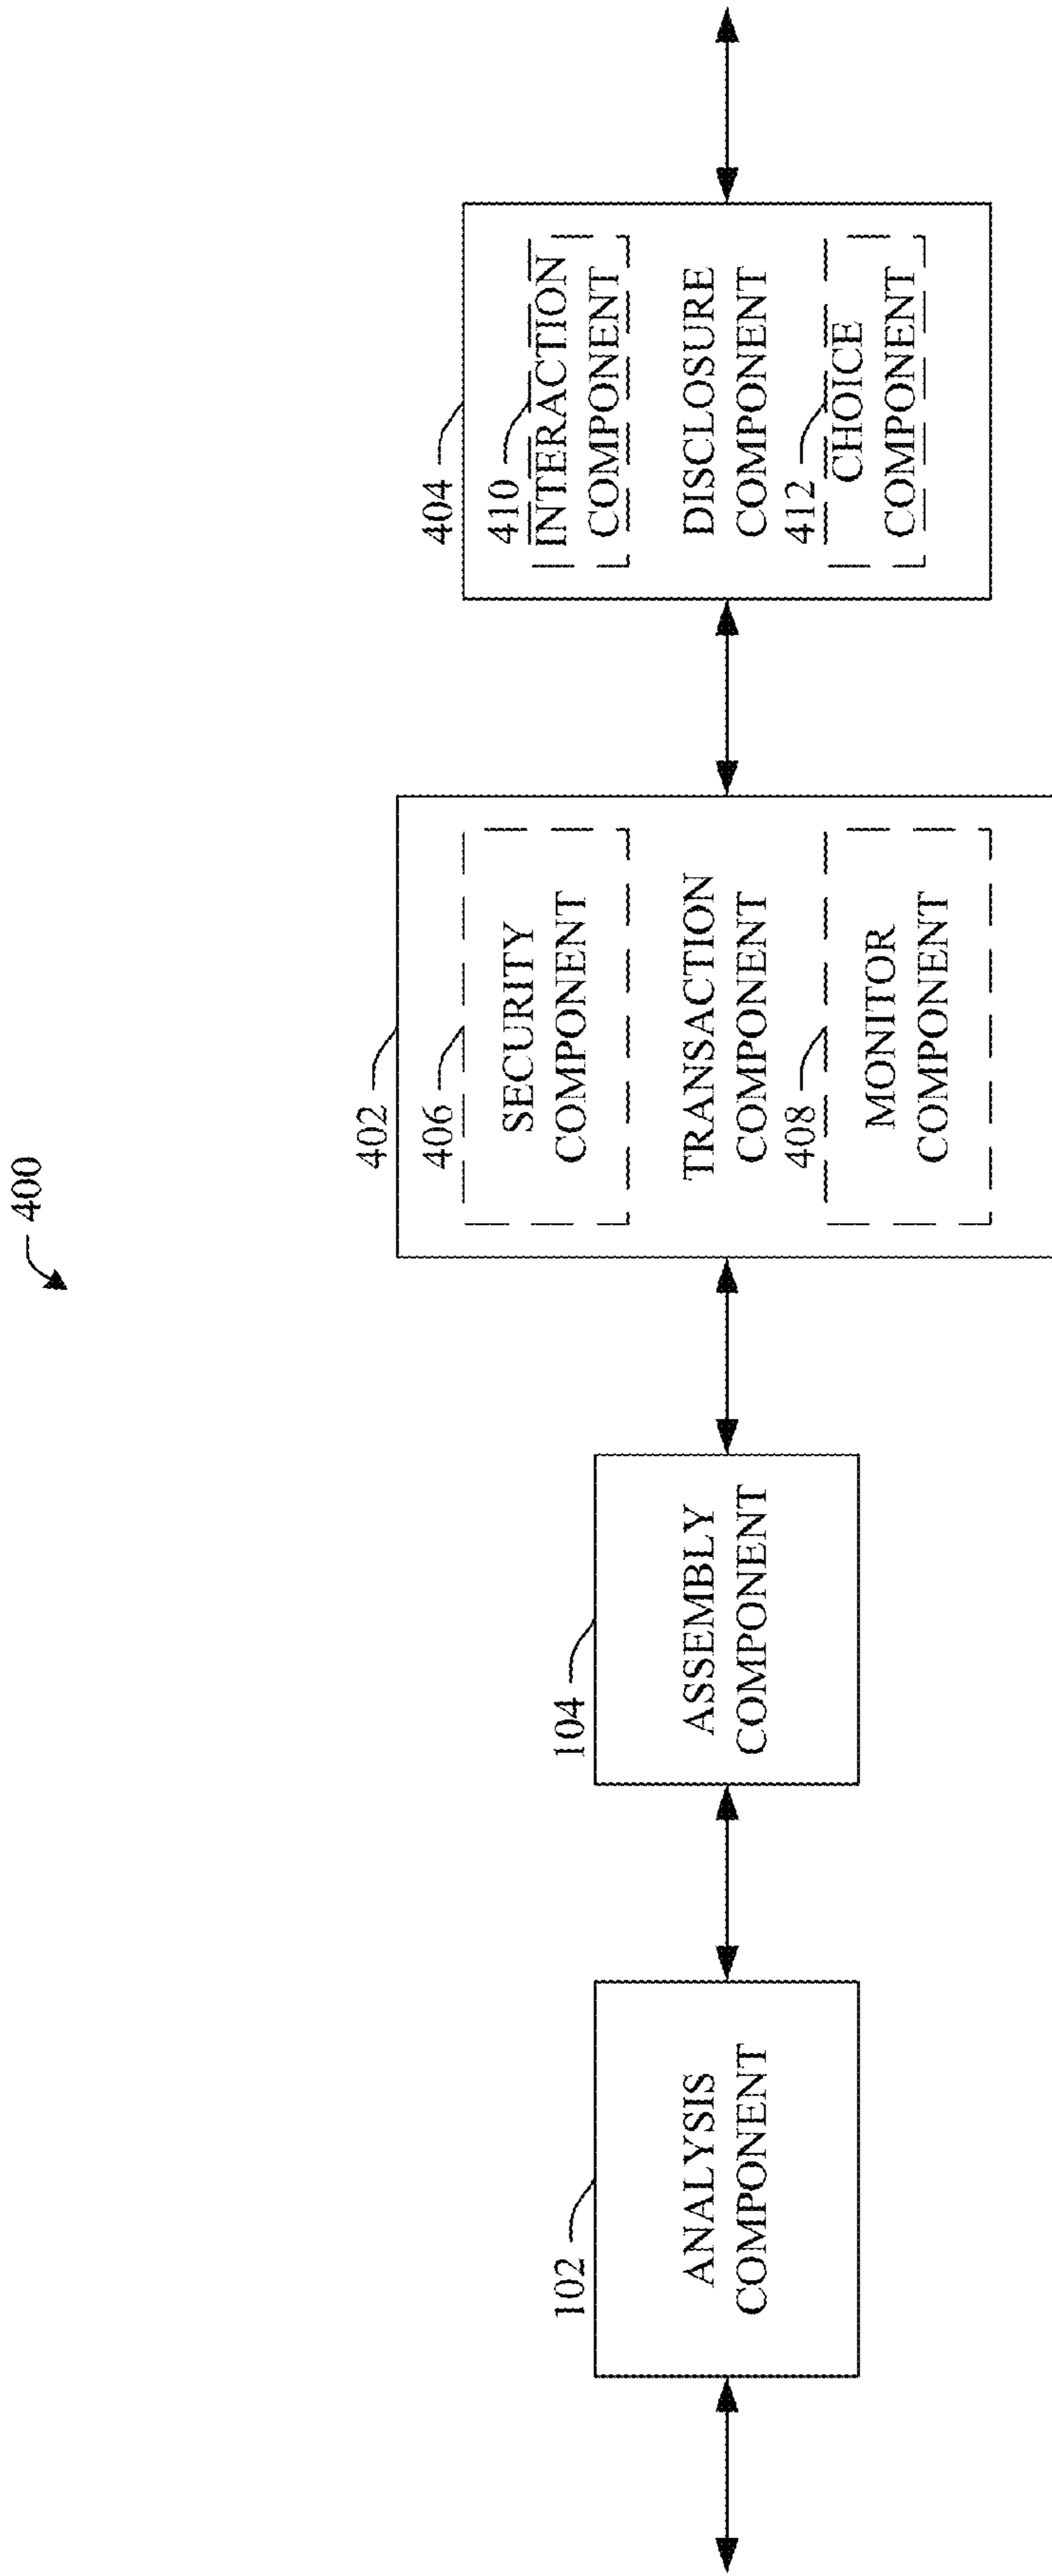 400
102
ANALYSIS
COMPONENT
104
ASSEMBLY
COMPONENT
402
406
SECURITY
COMPONENT
TRANSACTION
COMPONENT
408
MONITOR
COMPONENT
404
410
INTERACTION
COMPONENT
DISCLOSURE
COMPONENT
412
CHOICE
COMPONENT